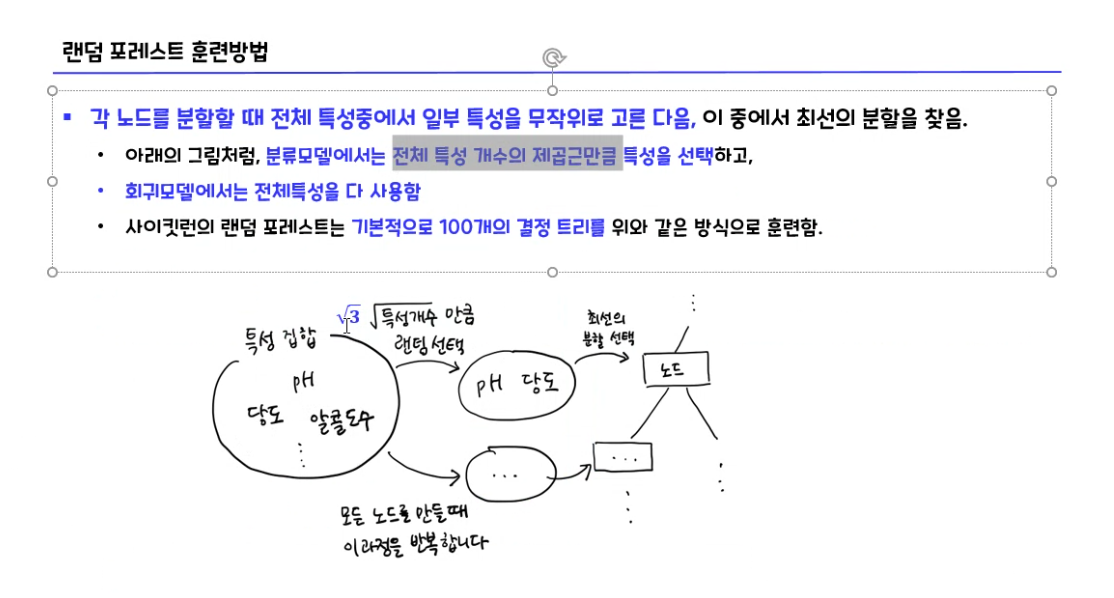 랜덤 포레스트 훈련방법
▪ 각 노드를 분할할 때 전체 특성중에서 일부 특성을 무작위로 고른 다음, 이 중에서 최선의 분할을 찾음.
• 아래의 그림처럼, 분류모델에서는 전체 특성 개수의 제곱근만큼 특성을 선택하고,
• 회귀모델에서는 전체특성을 다 사용함
• 사이킷런의 랜덤 포레스트는 기본적으로 100개의 결정 트리를 위와 같은 방식으로 훈련함.
√3 √특성개수 만큼
랜덤 선택
최선의
분할 선택
특성 집합
pH
당도 알콜도수
⋮
pH 당도
노드
⋮
...
...
⋮
⋮
모든 노드를 만들 때
이 과정을 반복합니다